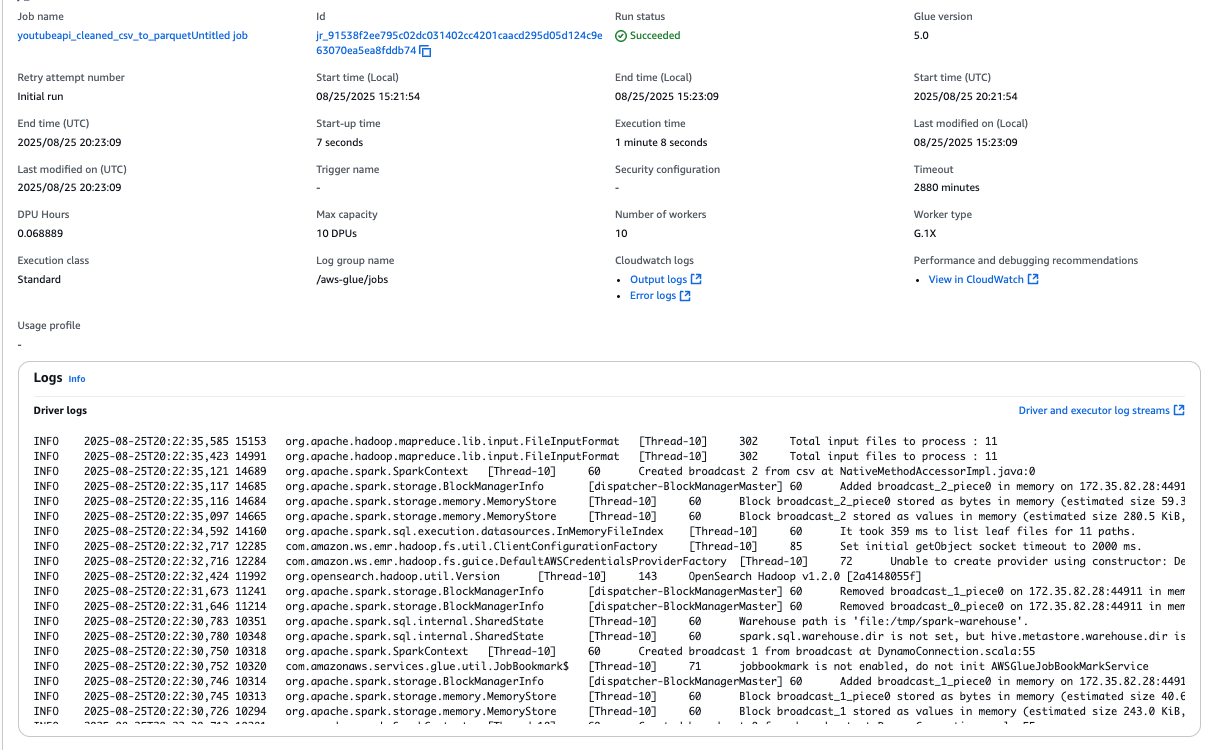 Job name
youtubeapi_cleaned_csv_to_parquetUntitled job
Id
jr_91538f2ee795c02dc031402cc4201caacd295d05d124c9e
63070ea5ea8fddb74
Run status
Succeeded
Glue version
5.0
Retry attempt number
Initial run
Start time (Local)
08/25/2025 15:21:54
End time (Local)
08/25/2025 15:23:09
Start time (UTC)
2025/08/25 20:21:54
End time (UTC)
2025/08/25 20:23:09
Start-up time
7 seconds
Execution time
1 minute 8 seconds
Last modified on (Local)
08/25/2025 15:23:09
Last modified on (UTC)
2025/08/25 20:23:09
Trigger name
-
Security configuration
-
Timeout
2880 minutes
DPU Hours
0.068889
Max capacity
10 DPUs
Number of workers
10
Worker type
G.1X
Execution class
Standard
Log group name
/aws-glue/jobs
Cloudwatch logs
• Output logs
• Error logs
Performance and debugging recommendations
• View in CloudWatch
Usage profile
-
Logs Info
Driver logs
Driver and executor log streams
INFO 2025-08-25T20:22:35,585 15153 org.apache.hadoop.mapreduce.lib.input.FileInputFormat [Thread-10] 302 Total input files to process : 11
INFO 2025-08-25T20:22:35,423 14991 org.apache.hadoop.mapreduce.lib.input.FileInputFormat [Thread-10] 302 Total input files to process : 11
INFO 2025-08-25T20:22:35,121 14689 org.apache.spark.SparkContext [Thread-10] 60 Created broadcast 2 from csv at NativeMethodAccessorImpl.java:0
INFO 2025-08-25T20:22:35,117 14685 org.apache.spark.storage.BlockManagerInfo [dispatcher-BlockManagerMaster] 60 Added broadcast_2_piece0 in memory on 172.35.82.28:4491
INFO 2025-08-25T20:22:35,116 14684 org.apache.spark.storage.memory.MemoryStore [Thread-10] 60 Block broadcast_2_piece0 stored as bytes in memory (estimated size 59.3
INFO 2025-08-25T20:22:35,097 14665 org.apache.spark.storage.memory.MemoryStore [Thread-10] 60 Block broadcast_2 stored as values in memory (estimated size 280.5 KiB,
INFO 2025-08-25T20:22:34,592 14160 org.apache.spark.sql.execution.datasources.InMemoryFileIndex [Thread-10] 60 It took 359 ms to list leaf files for 11 paths.
INFO 2025-08-25T20:22:32,717 12285 com.amazon.ws.emr.hadoop.fs.util.ClientConfigurationFactory [Thread-10] 85 Set initial getObject socket timeout to 2000 ms.
INFO 2025-08-25T20:22:32,716 12284 com.amazon.ws.emr.hadoop.fs.guice.DefaultAWSCredentialsProviderFactory [Thread-10] 72 Unable to create provider using constructor: De
INFO 2025-08-25T20:22:32,424 11992 org.opensearch.hadoop.util.Version [Thread-10] 143 OpenSearch Hadoop v1.2.0 [2a4148055f]
INFO 2025-08-25T20:22:31,673 11241 org.apache.spark.storage.BlockManagerInfo [dispatcher-BlockManagerMaster] 60 Removed broadcast_1_piece0 on 172.35.82.28:44911 in mem
INFO 2025-08-25T20:22:31,646 11214 org.apache.spark.storage.BlockManagerInfo [dispatcher-BlockManagerMaster] 60 Removed broadcast_0_piece0 on 172.35.82.28:44911 in mem
INFO 2025-08-25T20:22:30,783 10351 org.apache.spark.sql.internal.SharedState [Thread-10] 60 Warehouse path is 'file:/tmp/spark-warehouse'.
INFO 2025-08-25T20:22:30,780 10348 org.apache.spark.sql.internal.SharedState [Thread-10] 60 spark.sql.warehouse.dir is not set, but hive.metastore.warehouse.dir is
INFO 2025-08-25T20:22:30,750 10318 org.apache.spark.SparkContext [Thread-10] 60 Created broadcast 1 from broadcast at DynamoConnection.scala:55
INFO 2025-08-25T20:22:30,752 10320 com.amazonaws.services.glue.util.JobBookmark$ [Thread-10] 71 jobbookmark is not enabled, do not init AWSGlueJobBookMarkService
INFO 2025-08-25T20:22:30,746 10314 org.apache.spark.storage.BlockManagerInfo [dispatcher-BlockManagerMaster] 60 Added broadcast_1_piece0 in memory on 172.35.82.28:4491
INFO 2025-08-25T20:22:30,745 10313 org.apache.spark.storage.memory.MemoryStore [Thread-10] 60 Block broadcast_1_piece0 stored as bytes in memory (estimated size 40.6
INFO 2025-08-25T20:22:30,726 10294 org.apache.spark.storage.memory.MemoryStore [Thread-10] 60 Block broadcast_1 stored as values in memory (estimated size 243.0 KiB,